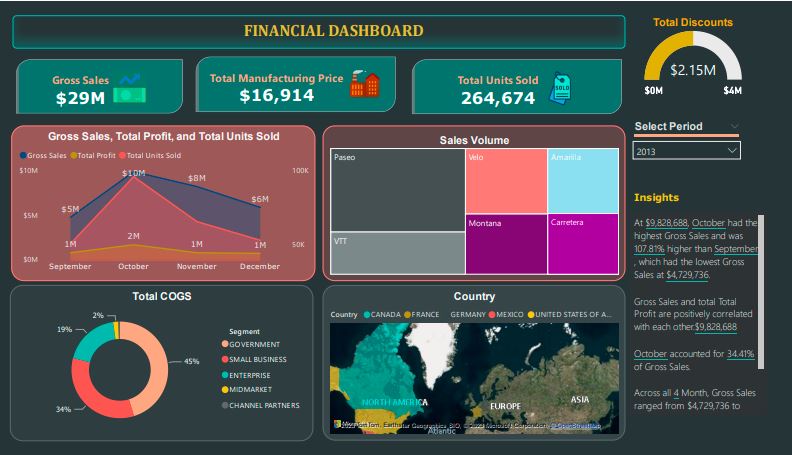 FINANCIAL DASHBOARD
Total Discounts
$2.15M
$0M
$4M
Gross Sales
$29M
Total Manufacturing Price
$16,914
Total Units Sold
264,674
SOLD
Select Period
2013
Gross Sales, Total Profit, and Total Units Sold
Gross Sales Total Profit Total Units Sold
$10M
$5M
$0M
100K
50K
$5M
$10M
$8M
$6M
1M
2M
1M
1M
September October November December
Sales Volume
Paseo
Velo
Amarilla
Montana
Carretera
VTT
Insights
At $9,828,688, October had the
highest Gross Sales and was
107.81% higher than September
, which had the lowest Gross
Sales at $4,729,736.
Gross Sales and total Total
Profit are positively correlated
with each other.$9,828,688
October accounted for 34.41%
of Gross Sales.
Across all 4 Month, Gross Sales
ranged from $4,729,736 to
Total COGS
2%
19%
45%
34%
Segment
GOVERNMENT
SMALL BUSINESS
ENTERPRISE
MIDMARKET
CHANNEL PARTNERS
Country
Country CANADA FRANCE GERMANY MEXICO UNITED STATES OF A...
NORTH AMERICA
EUROPE
ASIA
Atlantic
Earthstar Geographics SIO, © 2023 Microsoft Corporation, © OpenStreetMap